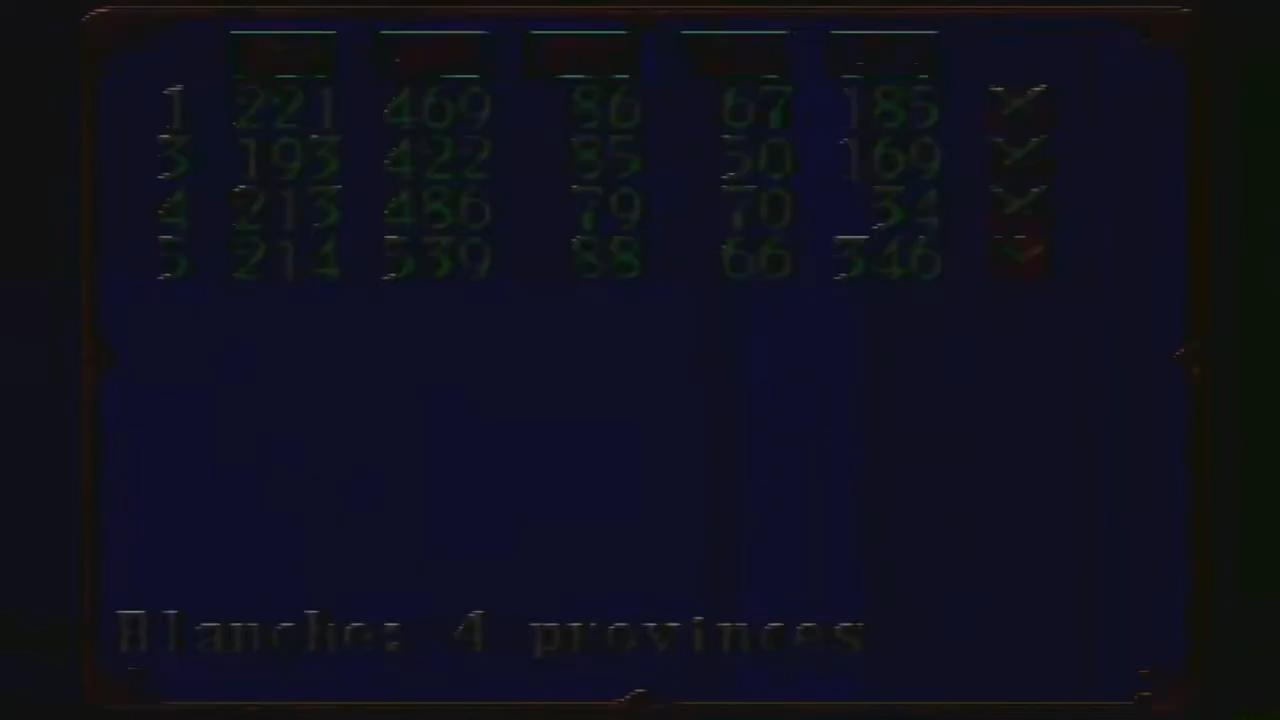 1 221 469 86 67 185
3 193 422 85 50 169
4 213 486 79 70 34
5 214 539 88 66 346
Blanche: 4 provinces